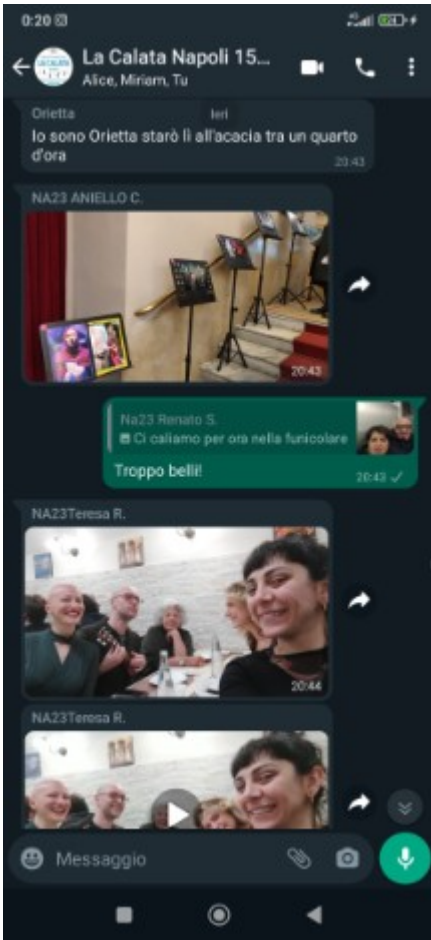 0:20
La Calata Napoli 15...
Alice, Miriam, Tu
Orietta
Ieri
Io sono Orietta starò lì all'acacia tra un quarto
d'ora
20:43
NA23 ANIELLO C.
20:43
Na23 Renato S.
Ci caliamo per ora nella funicolare
Troppo belli!
20:43
NA23Teresa R.
20:44
NA23Teresa R.
Messaggio